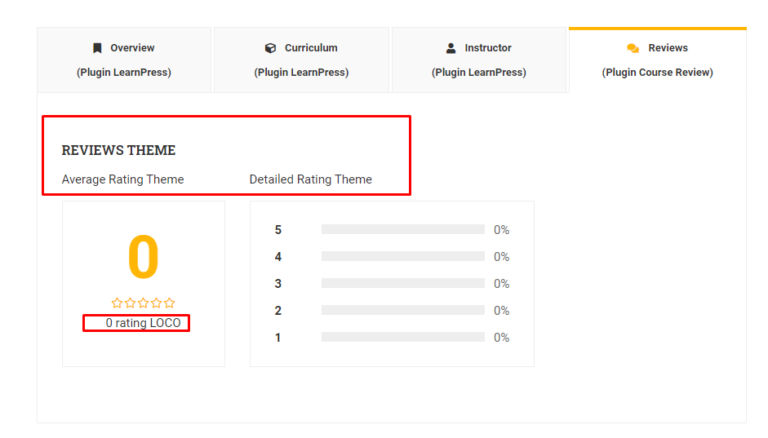 Overview
(Plugin LearnPress)
Curriculum
(Plugin LearnPress)
Instructor
(Plugin LearnPress)
Reviews
(Plugin Course Review)
REVIEWS THEME
Average Rating Theme
Detailed Rating Theme
0
0 rating LOCO
5 0%
4 0%
3 0%
2 0%
1 0%